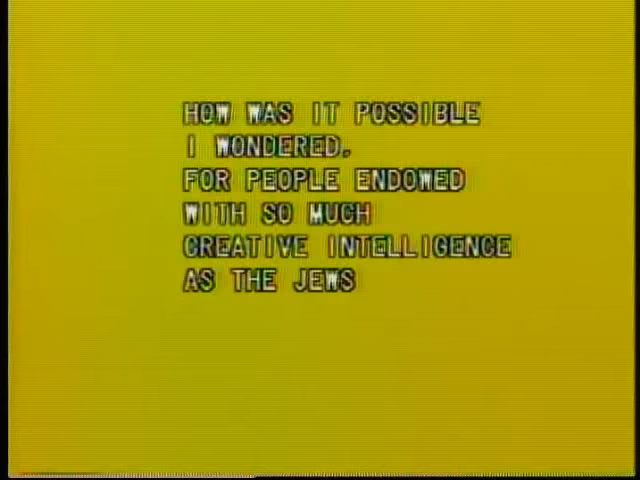 HOW WAS IT POSSIBLE
I WONDERED,
FOR PEOPLE ENDOWED
WITH SO MUCH
CREATIVE INTELLIGENCE
AS THE JEWS